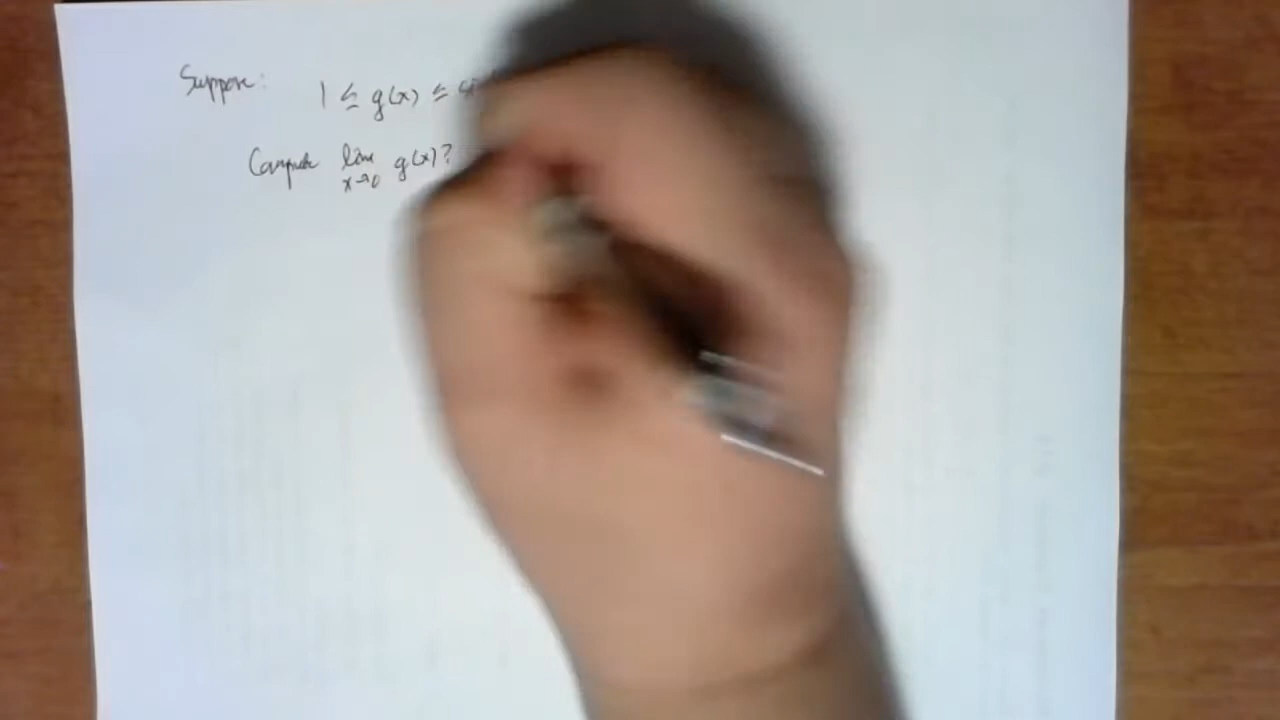 Suppose: 1 ≤ g(x) ≤
Compute lim x→0 g(x)?